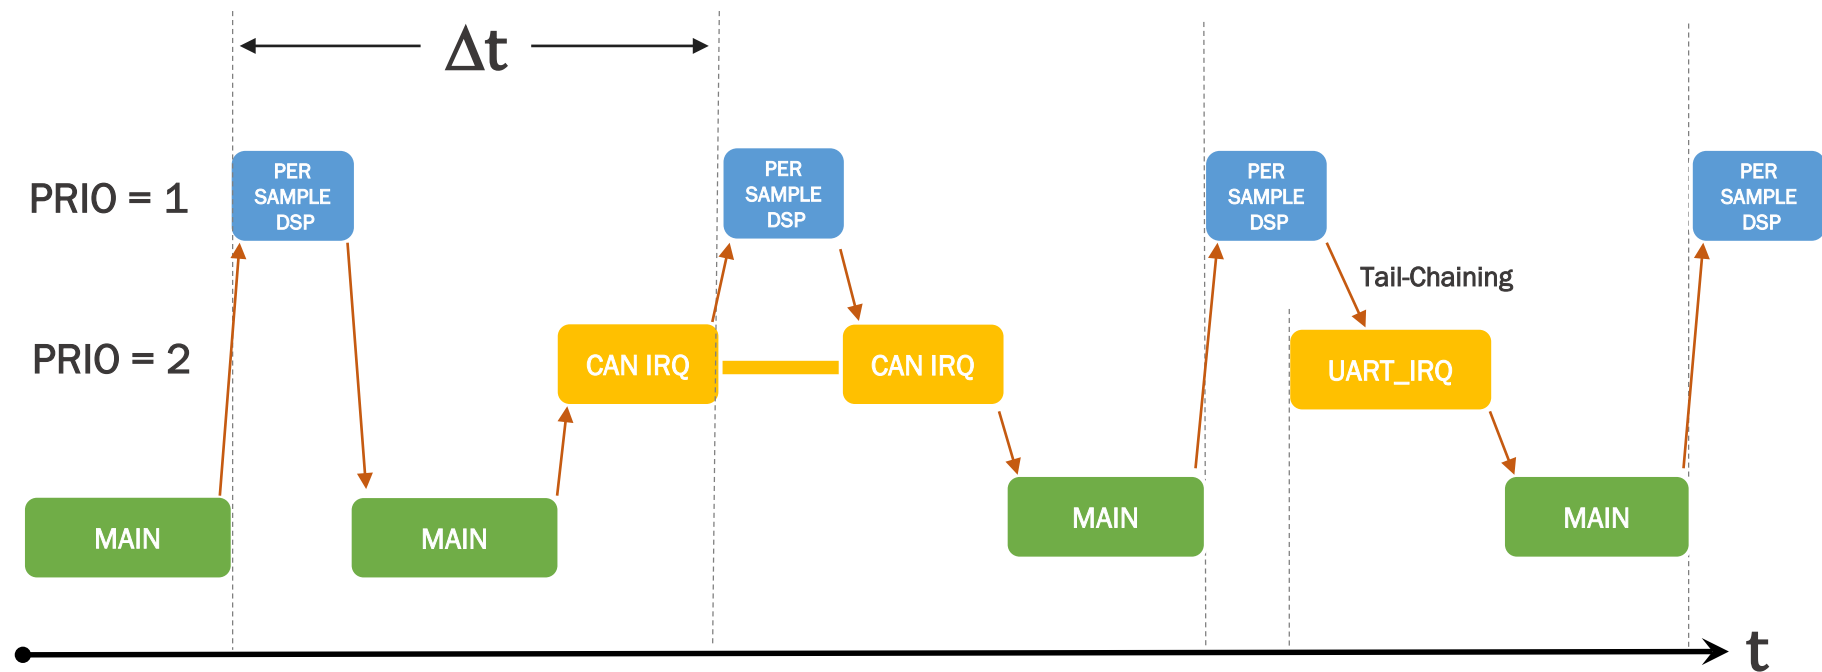 Δt
PRIO = 1
PER
SAMPLE
DSP
PER
SAMPLE
DSP
PER
SAMPLE
DSP
PER
SAMPLE
DSP
Tail-Chaining
PRIO = 2
CAN IRQ
CAN IRQ
UART_IRQ
MAIN
MAIN
MAIN
MAIN
t